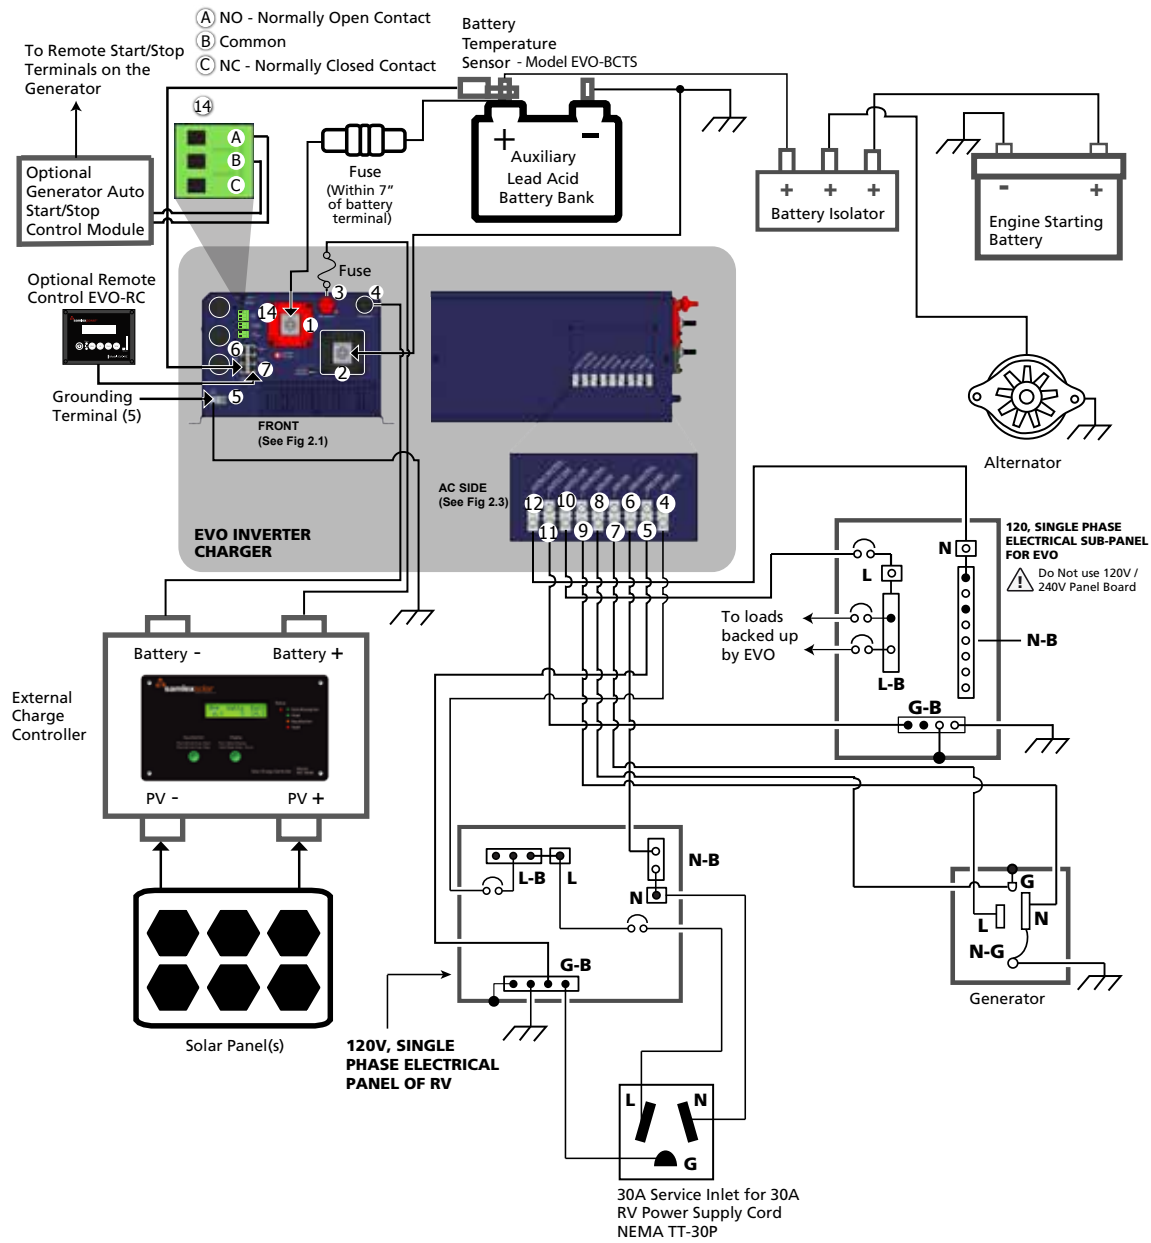 A NO - Normally Open Contact
B Common
C NC - Normally Closed Contact
To Remote Start/Stop
Terminals on the
Generator
14
A
B
C
Optional
Generator Auto
Start/Stop
Control Module
Battery
Temperature
Sensor - Model EVO-BCTS
Fuse
(Within 7”
of battery
terminal)
+ -
Auxiliary
Lead Acid
Battery Bank
+ + +
Battery Isolator
- +
Engine Starting
Battery
Alternator
Optional Remote
Control EVO-RC
Grounding
Terminal (5)
Fuse
3
4
14
1
6
7
2
5
FRONT
(See Fig 2.1)
AC SIDE
(See Fig 2.3)
12 10 8 6 4
11 9 7 5
EVO INVERTER
CHARGER
120, SINGLE PHASE
ELECTRICAL SUB-PANEL
FOR EVO
! Do Not use 120V /
240V Panel Board
N
L
To loads
backed up
by EVO
N-B
L-B
G-B
External
Charge
Controller
Battery - Battery +
samlexsolar
PV - PV +
Solar Panel(s)
L-B L
N-B
N
G-B
120V, SINGLE
PHASE ELECTRICAL
PANEL OF RV
G
L N
N-G
Generator
L N
G
30A Service Inlet for 30A
RV Power Supply Cord
NEMA TT-30P